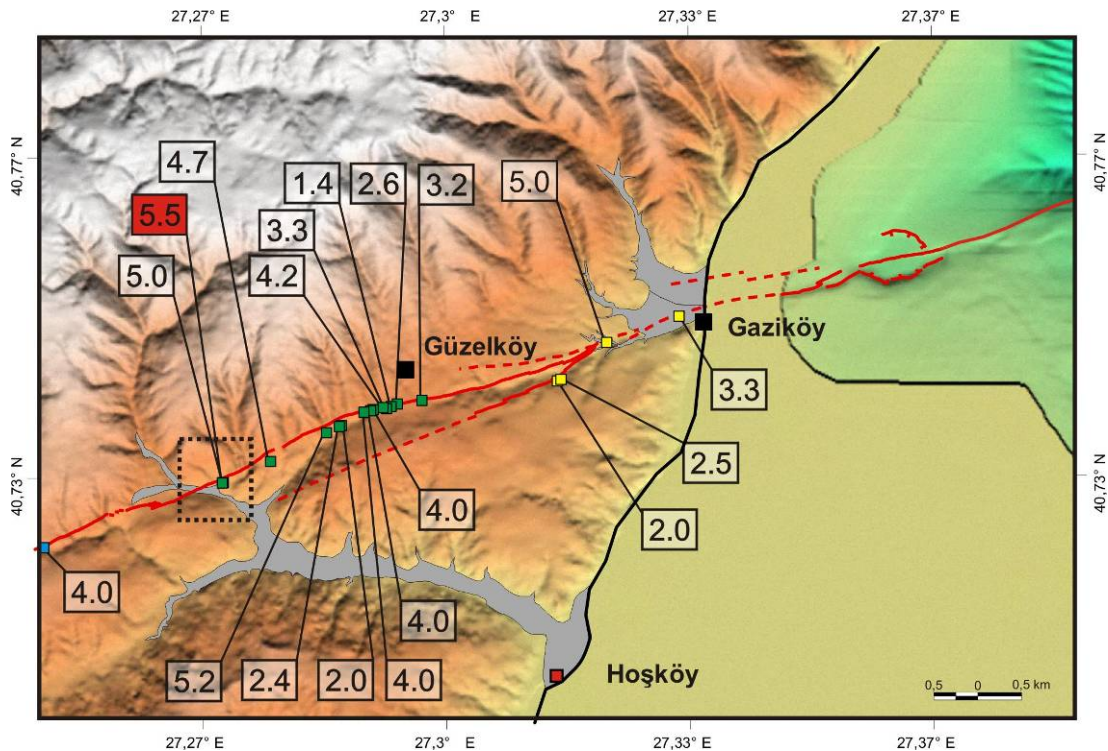 27,27° E
27,3° E
27,33° E
27,37° E
40,77° N
40,77° N
4.7
1.4
2.6
3.2
5.0
5.5
3.3
5.0
4.2
Güzelköy
Gaziköy
3.3
2.5
40,73° N
40,73° N
4.0
2.0
4.0
4.0
5.2
2.4
2.0
4.0
Hoşköy
0,5 0 0,5 km
27,27° E
27,3° E
27,33° E
27,37° E